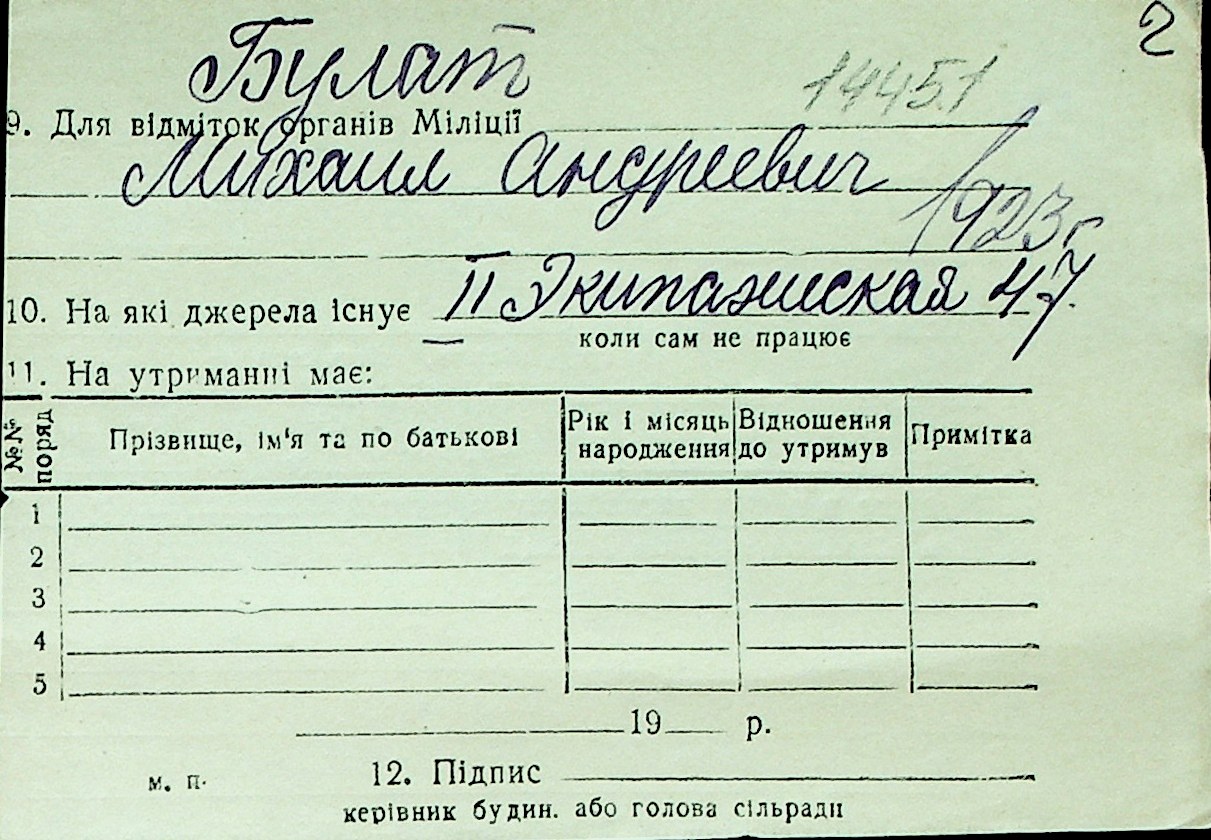 2
Булат
14451
9. Для відміток органів Міліції
Михаил Андреевич
1923 г
10. На які джерела існує II Экипажская 47.
коли сам не працює
11. На утриманні має:
№№ поряд
Прізвище, ім'я та по батькові
Рік і місяць народження
Відношення до утримув
Примітка
1
2
3
4
5
19 р.
м. п. 12. Підпис
керівник будин. або голова сільради